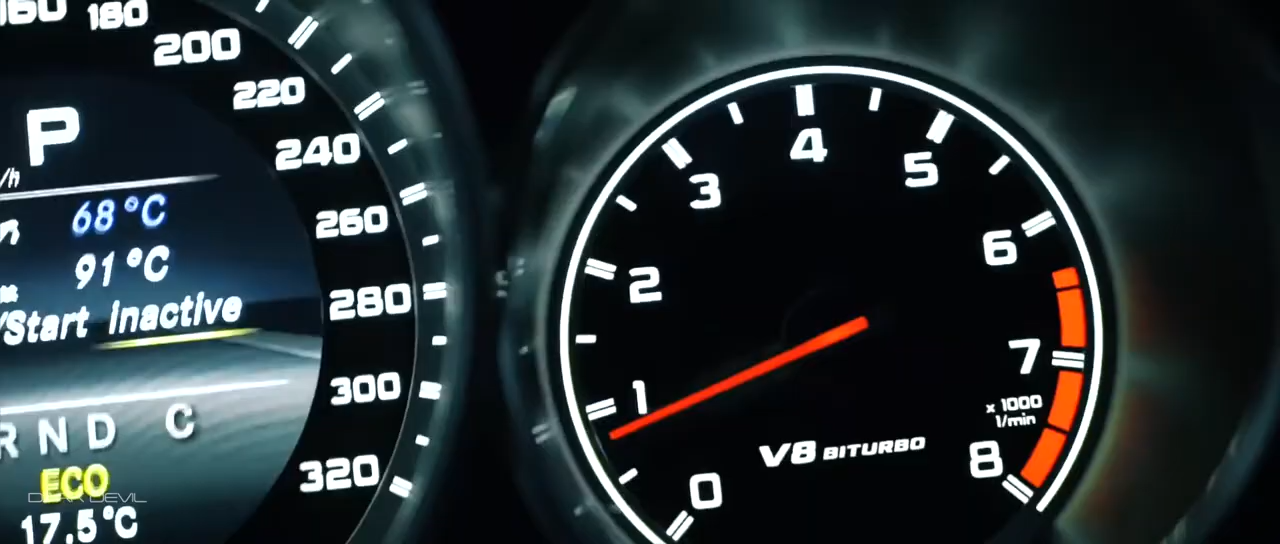 160
180
200
220
240
260
280
300
320
P
/h
68°C
91°C
/Start inactive
R N D C
ECO
17,5°C
0
1
2
3
4
5
6
7
8
x 1000
1/min
V8 BITURBO